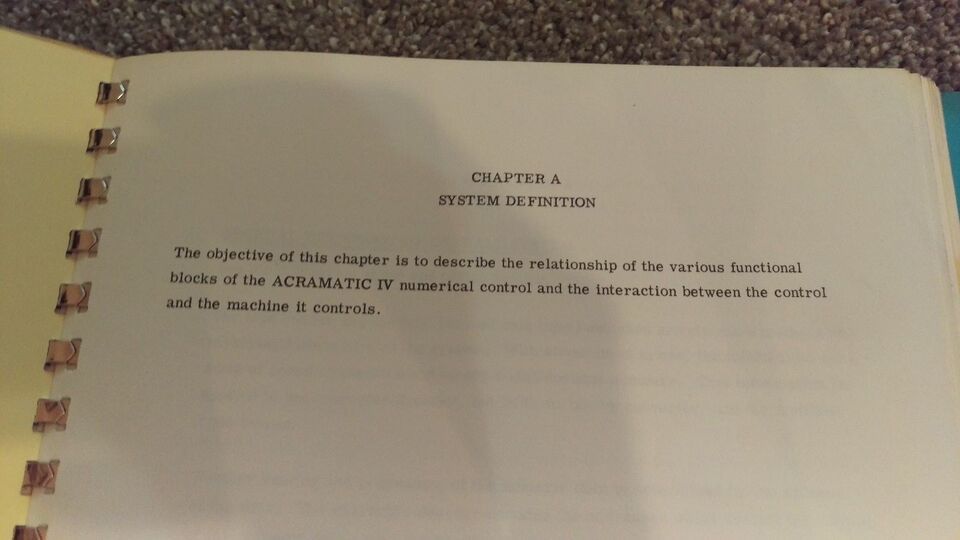 CHAPTER A
SYSTEM DEFINITION
The objective of this chapter is to describe the relationship of the various functional
blocks of the ACRAMATIC IV numerical control and the interaction between the control
and the machine it controls.